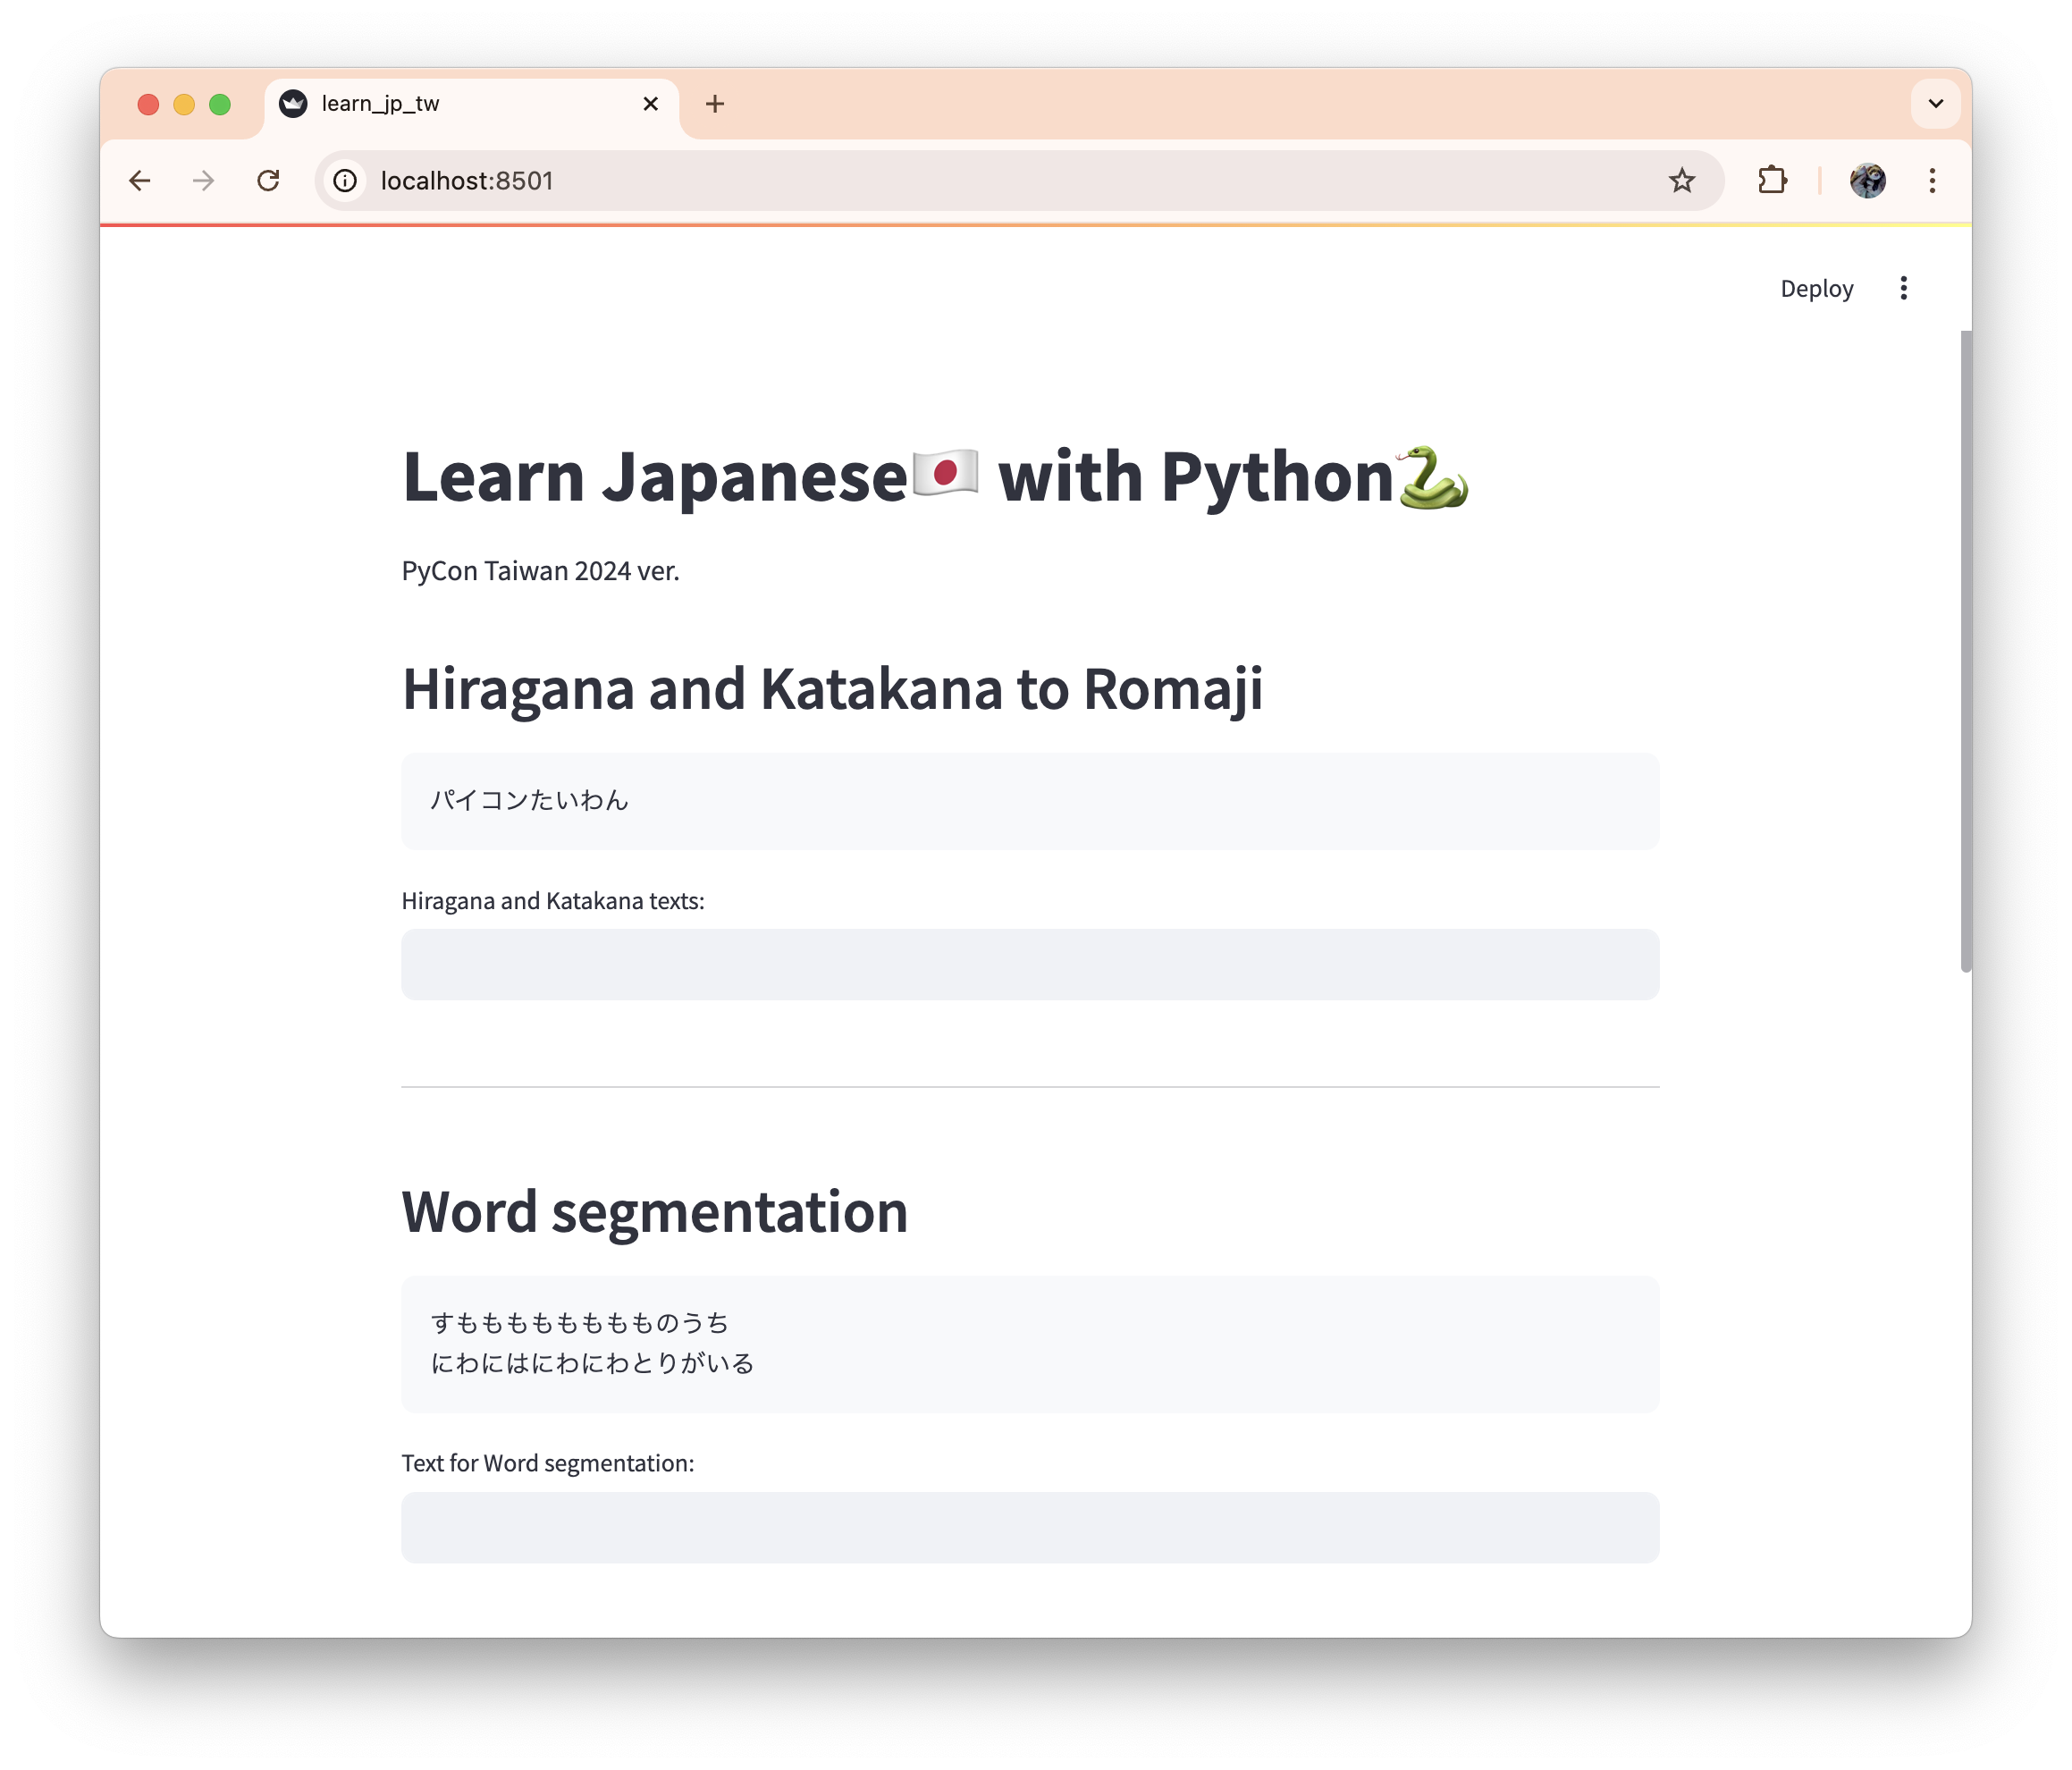 learn_jp_tw
localhost:8501
Deploy
Learn Japanese🇯🇵 with Python🐍
PyCon Taiwan 2024 ver.
Hiragana and Katakana to Romaji
パイコンたいわん
Hiragana and Katakana texts:
Word segmentation
すもももももももものうち
にわにはにわにわとりがいる
Text for Word segmentation: